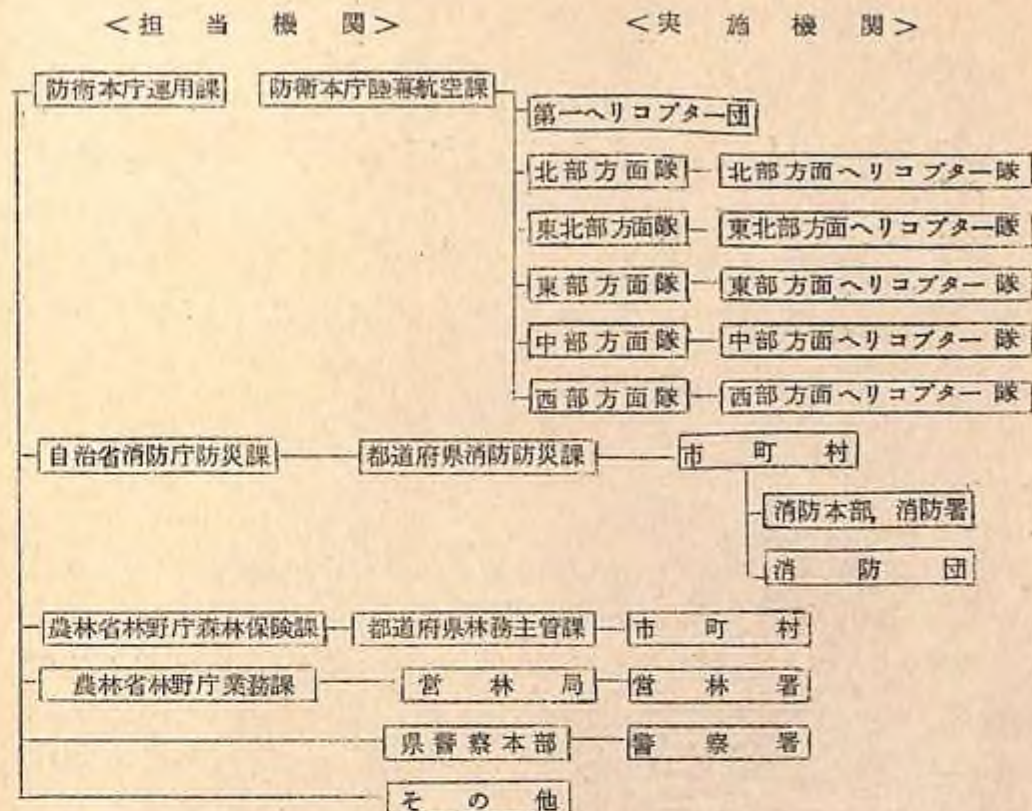 ＜担当機関＞ ＜実施機関＞
防衛本庁運用課 防衛本庁陸幕航空課
第一ヘリコプター団
北部方面隊 北部方面ヘリコプター隊
東北部方面隊 東北部方面ヘリコプター隊
東部方面隊 東部方面ヘリコプター隊
中部方面隊 中部方面ヘリコプター隊
西部方面隊 西部方面ヘリコプター隊
自治省消防庁防災課 都道府県消防防災課 市町村
消防本部, 消防署
消防団
農林省林野庁森林保険課 都道府県林務主管課 市町村
農林省林野庁業務課 営林局 営林署
県警察本部 警察署
その他